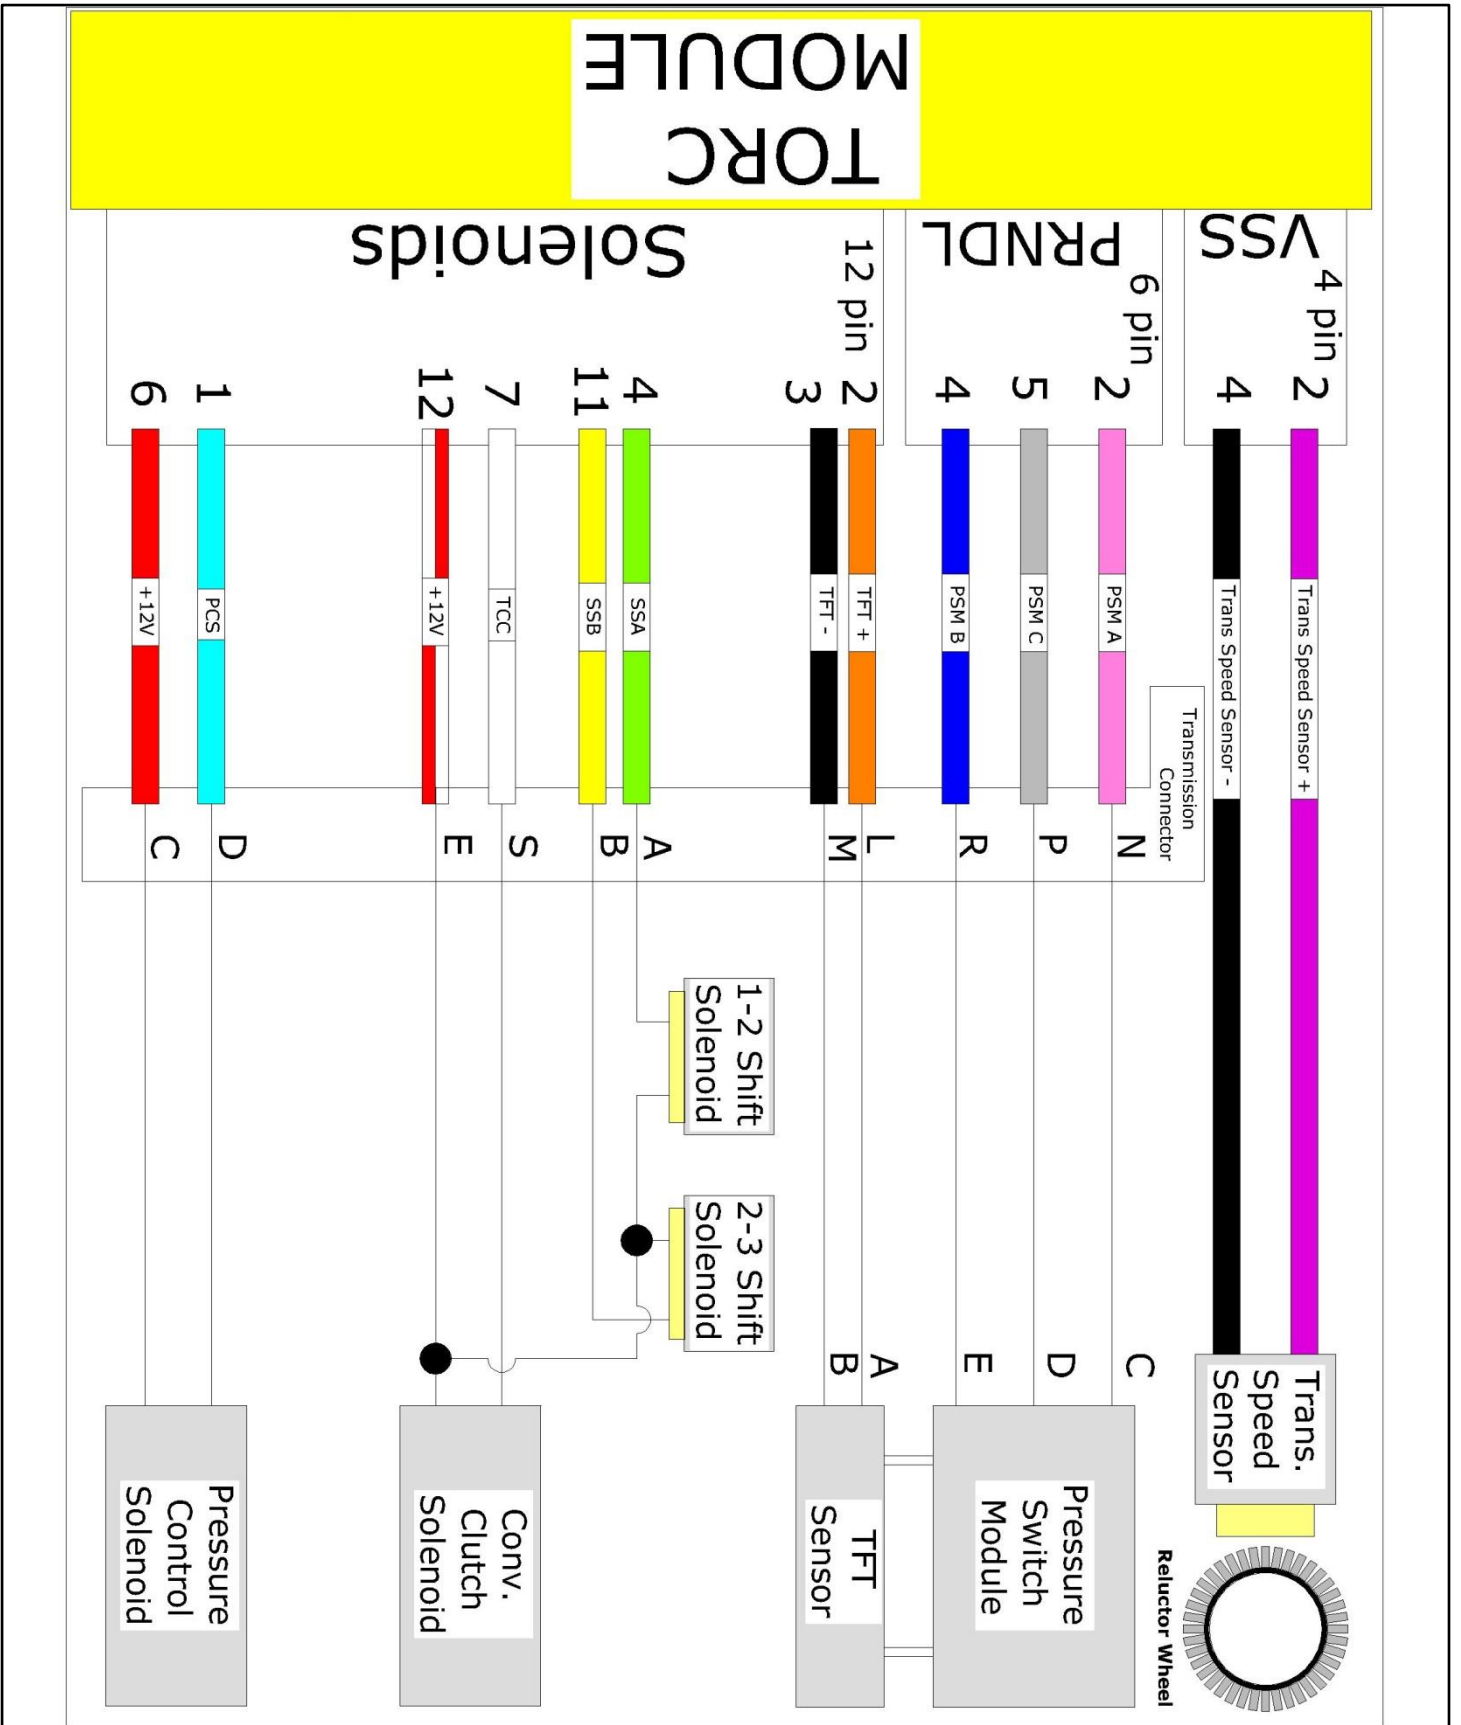 TORC
MODULE
VSS
4 pin
PRNDL
6 pin
12 pin
Solenoids
2
4
2
5
4
2
3
4
11
7
12
1
6
Trans Speed Sensor +
Trans Speed Sensor -
PSM A
PSM C
PSM B
TFT +
TFT -
SSA
SSB
TCC
+12V
PCS
+12V
Transmission
Connector
N
P
R
L
M
A
B
S
E
D
C
1-2 Shift
Solenoid
2-3 Shift
Solenoid
C
D
E
A
B
Trans.
Speed
Sensor
Pressure
Switch
Module
TFT
Sensor
Conv.
Clutch
Solenoid
Pressure
Control
Solenoid
Reluctor Wheel